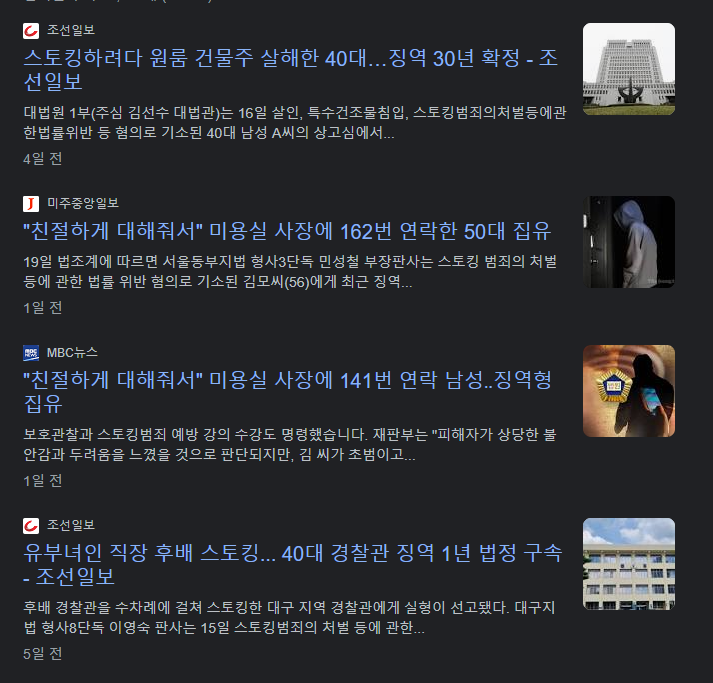 조선일보
스토킹하려다 원룸 건물주 살해한 40대…징역 30년 확정 - 조
선일보
대법원 1부(주심 김선수 대법관)는 16일 살인, 특수건조물침입, 스토킹범죄의처벌등에관
한법률위반 등 혐의로 기소된 40대 남성 A씨의 상고심에서...
4일 전
미주중앙일보
"친절하게 대해줘서" 미용실 사장에 162번 연락한 50대 집유
19일 법조계에 따르면 서울동부지법 형사3단독 민성철 부장판사는 스토킹 범죄의 처벌
등에 관한 법률 위반 혐의로 기소된 김모씨(56)에게 최근 징역...
1일 전
MBC뉴스
"친절하게 대해줘서" 미용실 사장에 141번 연락 남성..징역형
집유
보호관찰과 스토킹범죄 예방 강의 수강도 명령했습니다. 재판부는 "피해자가 상당한 불
안감과 두려움을 느꼈을 것으로 판단되지만, 김 씨가 초범이고...
1일 전
조선일보
유부녀인 직장 후배 스토킹... 40대 경찰관 징역 1년 법정 구속
- 조선일보
후배 경찰관을 수차례에 걸쳐 스토킹한 대구 지역 경찰관에게 실형이 선고됐다. 대구지
법 형사8단독 이영숙 판사는 15일 스토킹범죄의 처벌 등에 관한...
5일 전